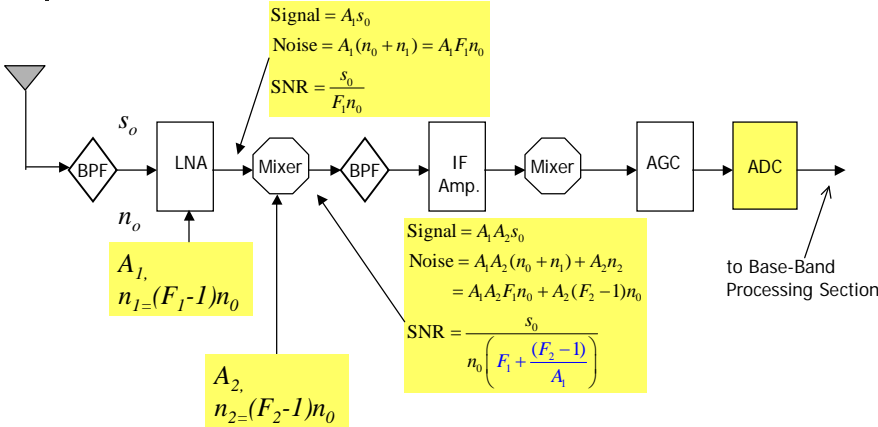 Signal = A₁s₀
Noise = A₁(n₀ + n₁) = A₁F₁n₀
SNR = s₀ / F₁n₀
sₒ
BPF
LNA
Mixer
BPF
IF
Amp.
Mixer
AGC
ADC
nₒ
A₁,
n₁₌(F₁-1)n₀
Signal = A₁A₂s₀
Noise = A₁A₂(n₀ + n₁) + A₂n₂
= A₁A₂F₁n₀ + A₂(F₂ − 1)n₀
SNR = s₀ / n₀(F₁ + (F₂ − 1) / A₁)
to Base-Band
Processing Section
A₂,
n₂₌(F₂-1)n₀